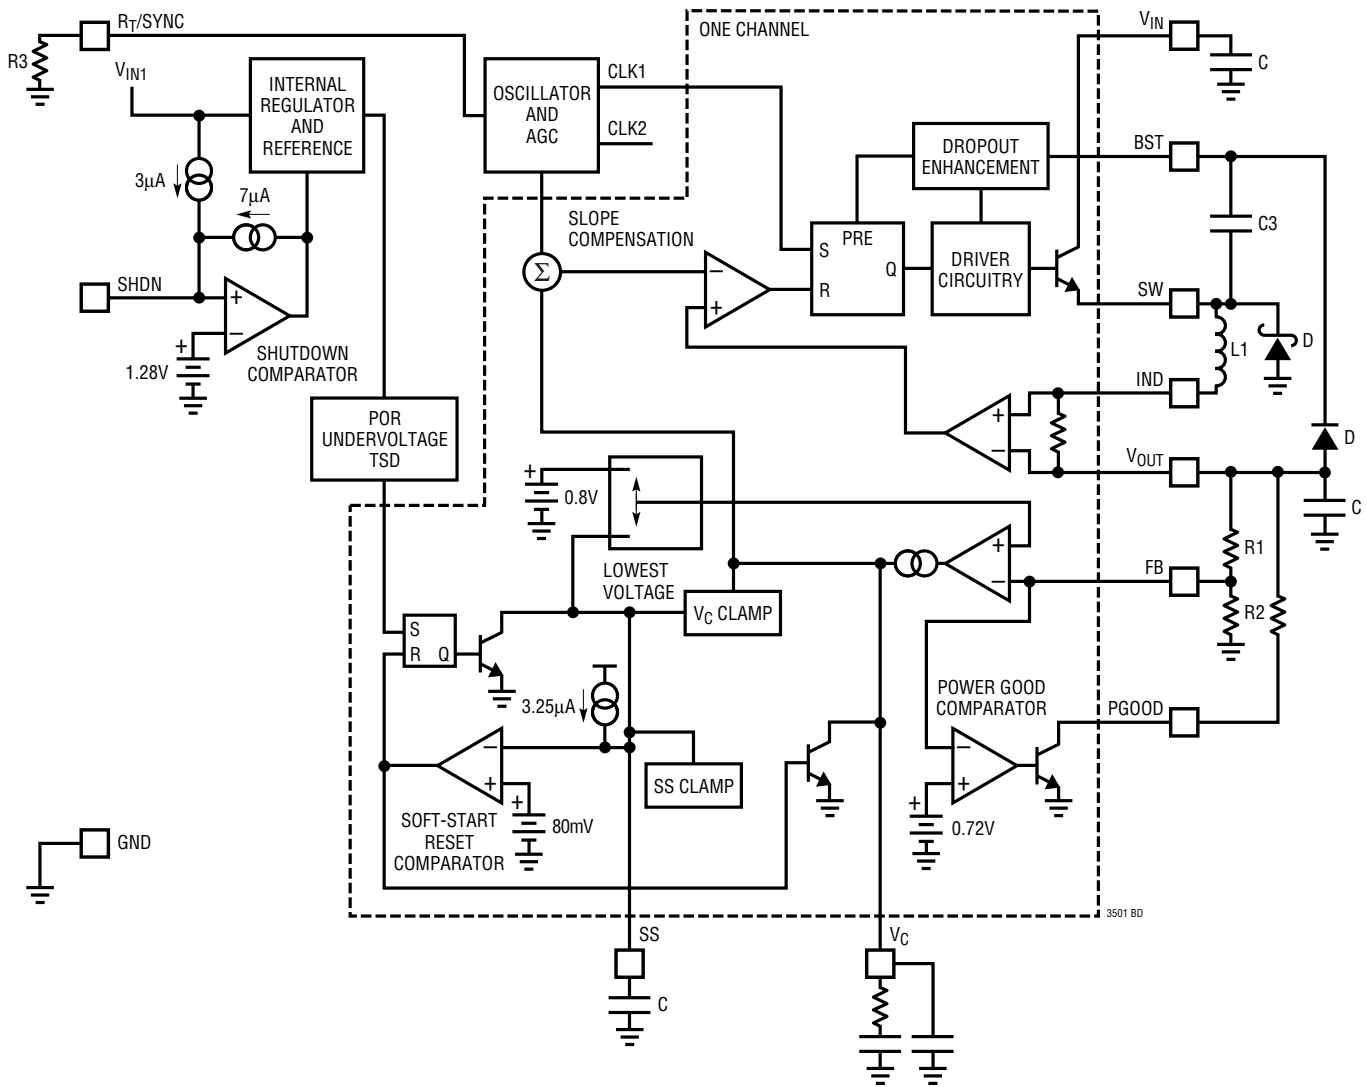 R3
RT/SYNC
VIN1
INTERNAL
REGULATOR
AND
REFERENCE
3µA
7µA
SHDN
+
−
+
1.28V
SHUTDOWN
COMPARATOR
POR
UNDERVOLTAGE
TSD
OSCILLATOR
AND
AGC
CLK1
CLK2
ONE CHANNEL
SLOPE
COMPENSATION
Σ
−
+
S
PRE
R
Q
DROPOUT
ENHANCEMENT
DRIVER
CIRCUITRY
VIN
C
BST
C3
SW
L1
D
IND
+
−
D
VOUT
C
R1
FB
R2
PGOOD
+
0.8V
LOWEST
VOLTAGE
VC CLAMP
+
−
S
R
Q
3.25µA
SS CLAMP
−
+
+
80mV
SOFT-START
RESET
COMPARATOR
POWER GOOD
COMPARATOR
−
+
+
0.72V
GND
3501 BD
SS
C
VC